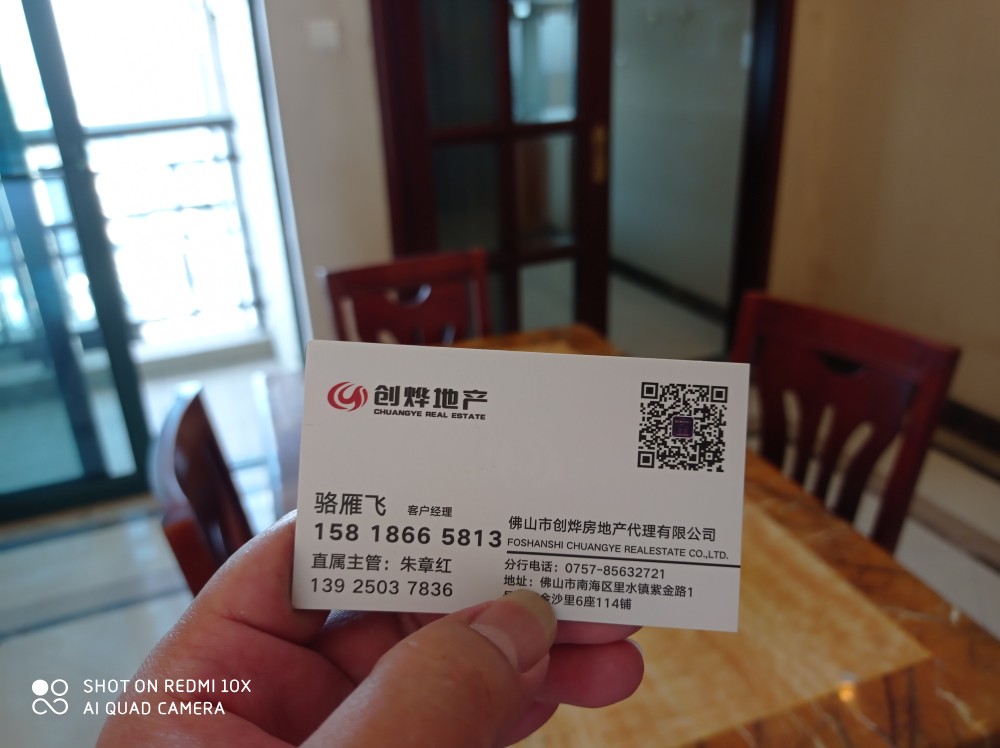 创烨地产
CHUANGYE REAL ESTATE
骆雁飞 客户经理
158 1866 5813
直属主管：朱章红
139 2503 7836
佛山市创烨房地产代理有限公司
FOSHANSHI CHUANGYE REALESTATE CO.,LTD.
分行电话：0757-85632721
地址：佛山市南海区里水镇紫金路1
金沙里6座114铺
SHOT ON REDMI 10X
AI QUAD CAMERA